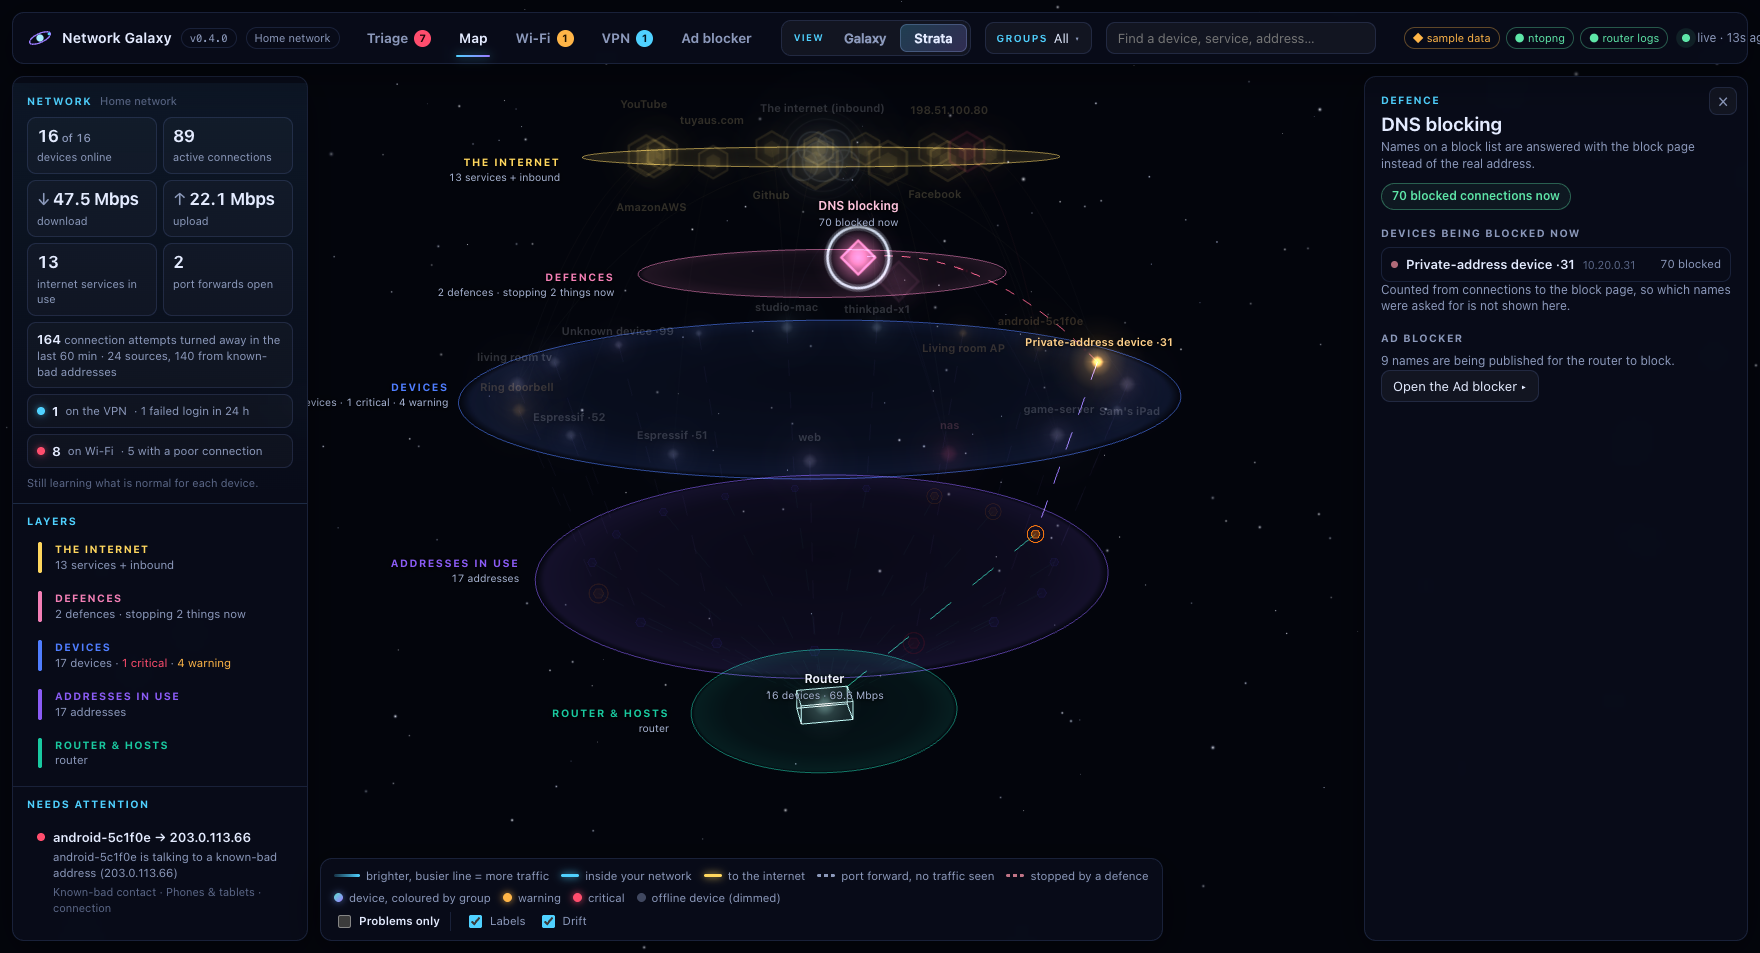 Network Galaxy
v0.4.0
Home network
Triage 7
Map
Wi-Fi 1
VPN 1
Ad blocker
VIEW
Galaxy
Strata
GROUPS All
Find a device, service, address...
sample data
ntopng
router logs
live · 13s ag
NETWORK Home network
16 of 16
devices online
89
active connections
↓ 47.5 Mbps
download
↑ 22.1 Mbps
upload
13
internet services in
use
2
port forwards open
164 connection attempts turned away in the
last 60 min · 24 sources, 140 from known-
bad addresses
1 on the VPN · 1 failed login in 24 h
8 on Wi-Fi · 5 with a poor connection
Still learning what is normal for each device.
LAYERS
THE INTERNET
13 services + inbound
DEFENCES
2 defences · stopping 2 things now
DEVICES
17 devices · 1 critical · 4 warning
ADDRESSES IN USE
17 addresses
ROUTER & HOSTS
router
NEEDS ATTENTION
android-5c1f0e → 203.0.113.66
android-5c1f0e is talking to a known-bad
address (203.0.113.66)
Known-bad contact · Phones & tablets ·
connection
YouTube
The internet (inbound)
198.51.100.80
tuyaus.com
THE INTERNET
13 services + inbound
Github
Facebook
AmazonAWS
DNS blocking
70 blocked now
DEFENCES
2 defences · stopping 2 things now
studio-mac
thinkpad-x1
android-5c1f0e
Unknown device ·99
Private-address device ·31
Living room AP
living room tv
Ring doorbell
DEVICES
evices · 1 critical · 4 warning
Espressif ·52
game-server
Sam's iPad
nas
Espressif ·51
web
ADDRESSES IN USE
17 addresses
Router
16 devices · 69.5 Mbps
ROUTER & HOSTS
router
brighter, busier line = more traffic
inside your network
to the internet
port forward, no traffic seen
stopped by a defence
device, coloured by group
warning
critical
offline device (dimmed)
Problems only
Labels
Drift
DEFENCE
DNS blocking
Names on a block list are answered with the block page
instead of the real address.
70 blocked connections now
DEVICES BEING BLOCKED NOW
Private-address device ·31 10.20.0.31 70 blocked
Counted from connections to the block page, so which names
were asked for is not shown here.
AD BLOCKER
9 names are being published for the router to block.
Open the Ad blocker ▸